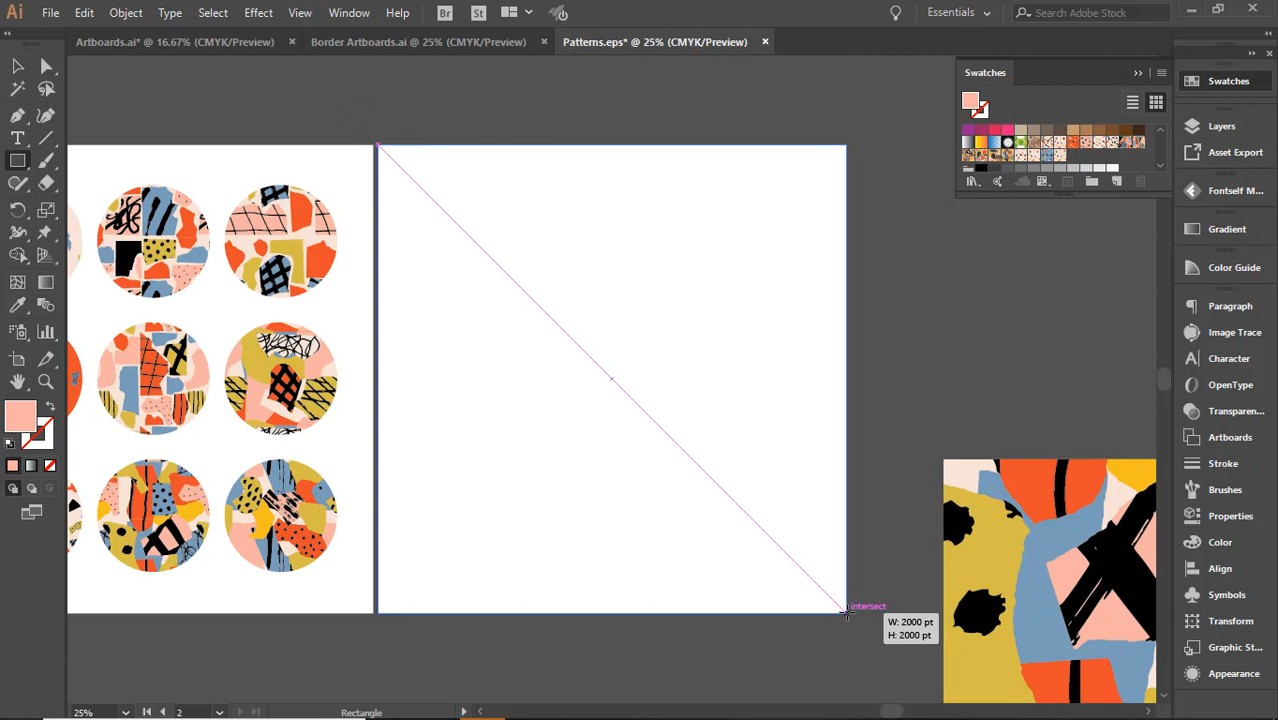 Ai File Edit Object Type Select Effect View Window Help Br St Essentials Search Adobe Stock
Artboards.ai* @ 16.67% (CMYK/Preview) Border Artboards.ai @ 25% (CMYK/Preview) Patterns.eps* @ 25% (CMYK/Preview)
Swatches
Swatches
Layers
Asset Export
Fontself M...
Gradient
Color Guide
Paragraph
Image Trace
Character
OpenType
Transparen...
Artboards
Stroke
Brushes
Properties
Color
Align
Symbols
Transform
Graphic St...
Appearance
intersect
W: 2000 pt
H: 2000 pt
25% 2 Rectangle